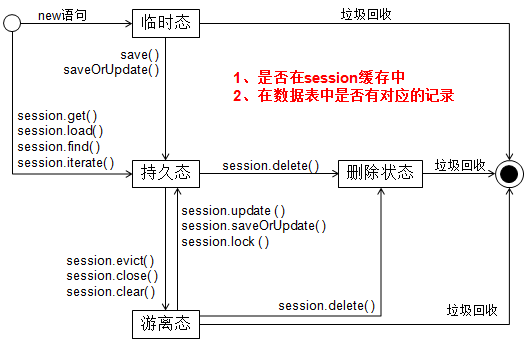 new语句
临时态
垃圾回收
save( )
saveOrUpdate( )
1、是否在session缓存中
2、在数据表中是否有对应的记录
session.get( )
session.load( )
session.find( )
session.iterate( )
持久态
session.delete( )
删除状态
垃圾回收
session.update ( )
session.saveOrUpdate( )
session.lock ( )
session.evict( )
session.close( )
session.clear( )
session.delete( )
垃圾回收
游离态